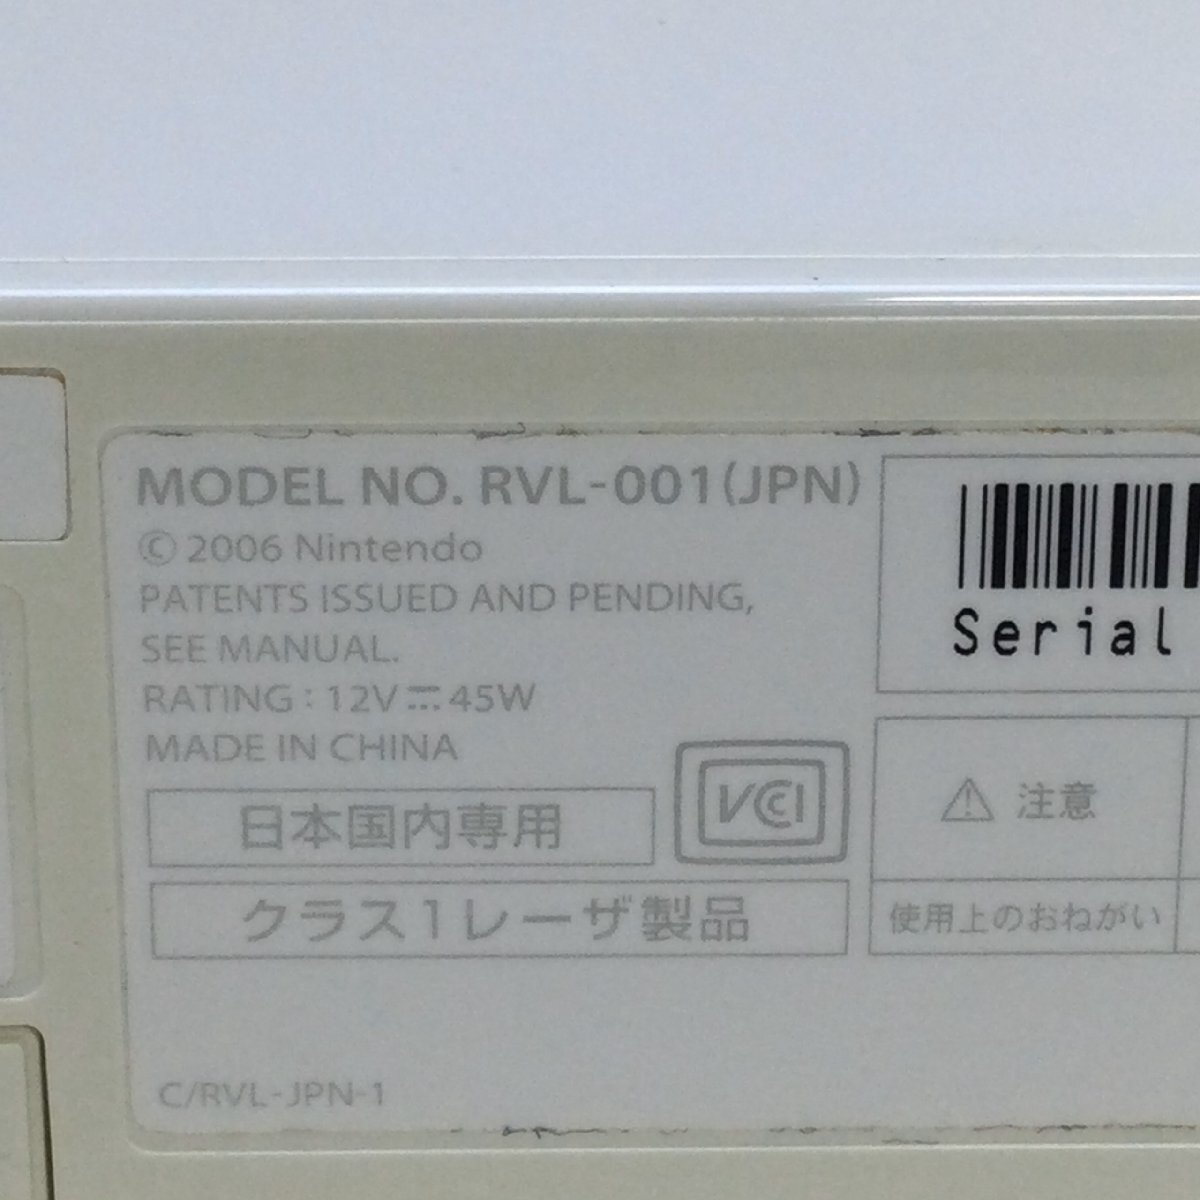 MODEL NO. RVL-001(JPN)
© 2006 Nintendo
PATENTS ISSUED AND PENDING,
SEE MANUAL.
RATING : 12V⎓45W
MADE IN CHINA
日本国内専用
VCCI
クラス1レーザ製品
C/RVL-JPN-1
Serial
⚠ 注意
使用上のおねがい